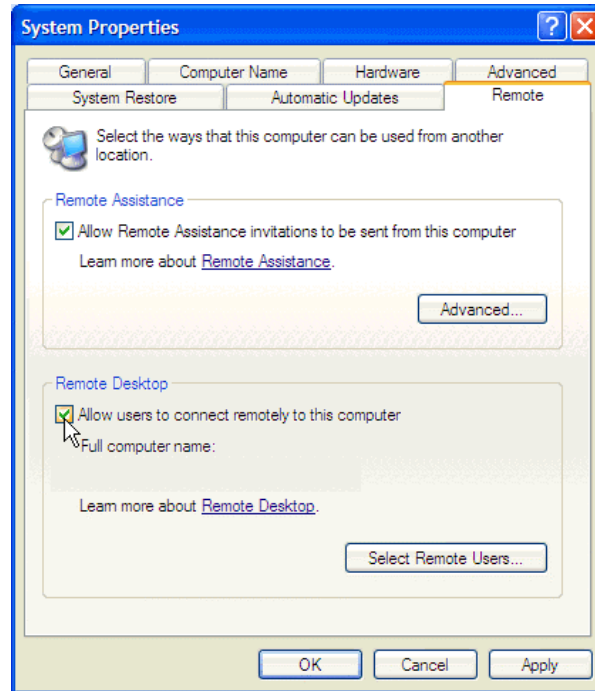 System Properties
General Computer Name Hardware Advanced
System Restore Automatic Updates Remote
Select the ways that this computer can be used from another
location.
Remote Assistance
Allow Remote Assistance invitations to be sent from this computer
Learn more about Remote Assistance.
Advanced...
Remote Desktop
Allow users to connect remotely to this computer
Full computer name:
Learn more about Remote Desktop.
Select Remote Users...
OK Cancel Apply